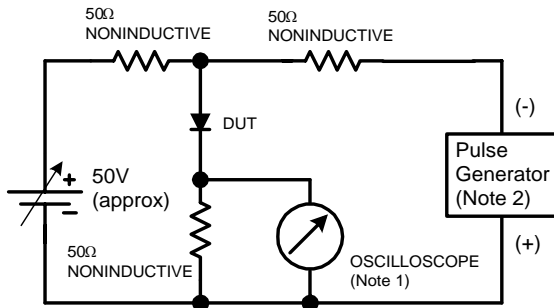 50Ω
NONINDUCTIVE
50Ω
NONINDUCTIVE
DUT
(-)
Pulse
Generator
(Note 2)
(+)
+
50V
(approx)
−
50Ω
NONINDUCTIVE
OSCILLOSCOPE
(Note 1)